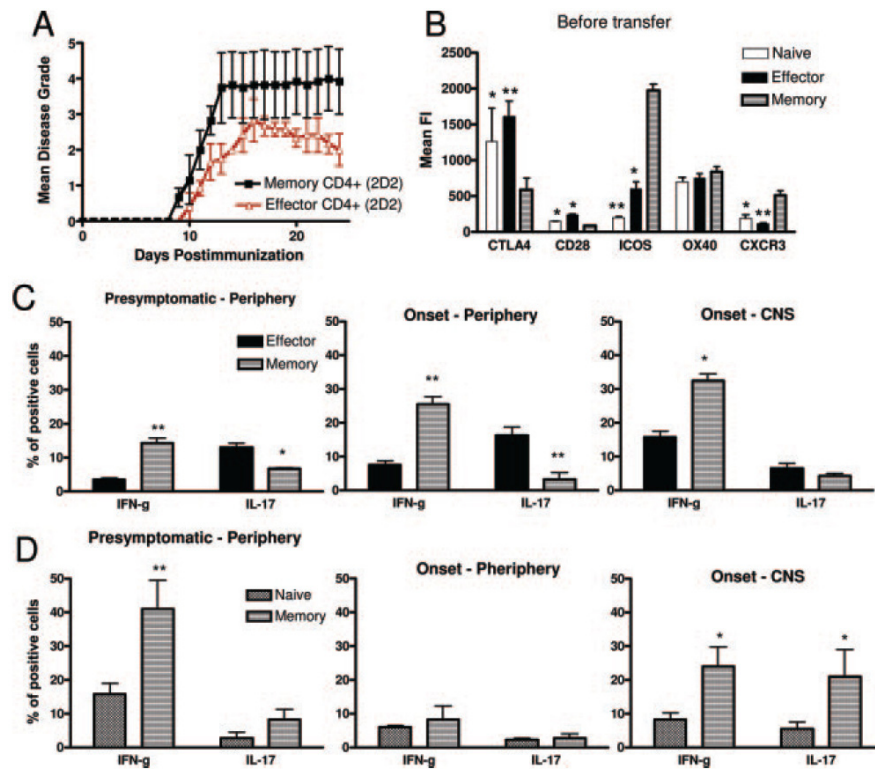 A
Mean Disease Grade
5
4
3
2
1
0
0
10
20
Days Postimmunization
Memory CD4+ (2D2)
Effector CD4+ (2D2)
B
Before transfer
Mean FI
2500
2000
1500
1000
500
0
Naive
Effector
Memory
* ** * * ** * * **
CTLA4 CD28 ICOS OX40 CXCR3
C
Presymptomatic - Periphery
% of positive cells
50
40
30
20
10
0
Effector
Memory
**
*
IFN-g IL-17
Onset - Periphery
50
40
30
20
10
0
**
**
IFN-g IL-17
Onset - CNS
50
40
30
20
10
0
*
IFN-g IL-17
D
Presymptomatic - Periphery
% of positive cells
50
40
30
20
10
0
Naive
Memory
**
IFN-g IL-17
Onset - Pheriphery
50
40
30
20
10
0
IFN-g IL-17
Onset - CNS
50
40
30
20
10
0
* *
IFN-g IL-17